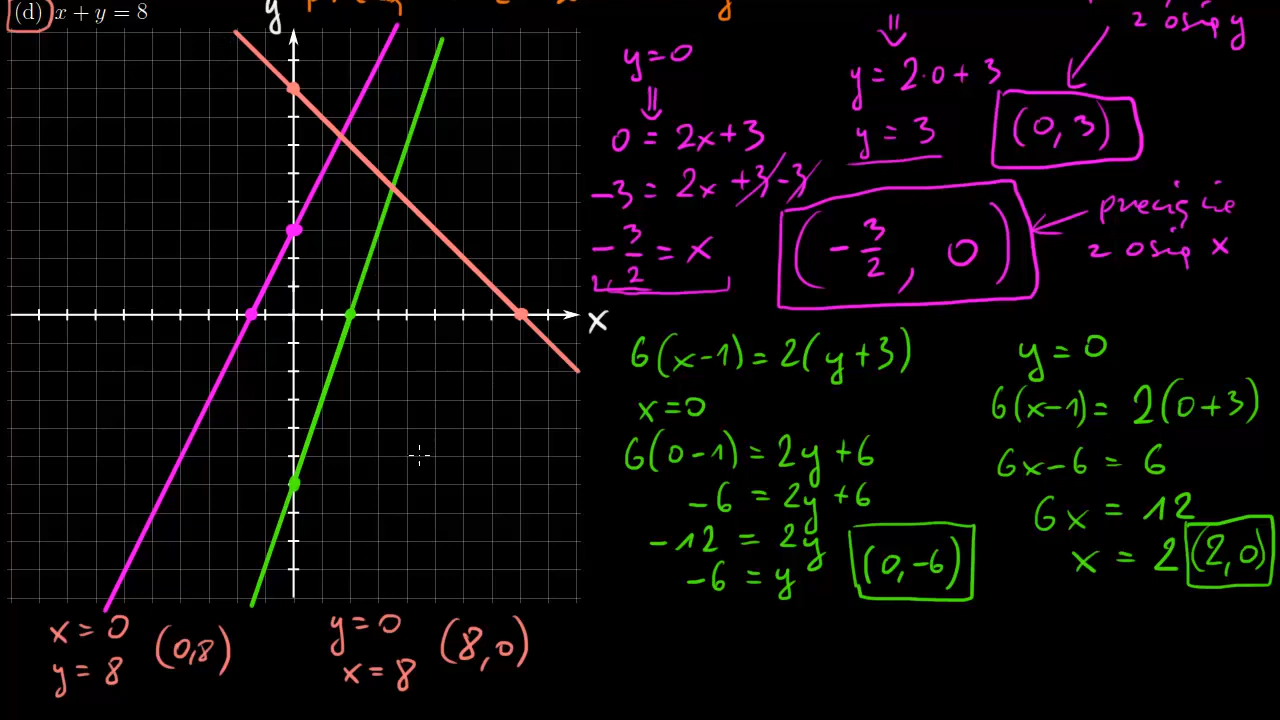 (d) x + y = 8
y
x
y = 0
⇓
0 = 2x+3
-3 = 2x +3 -3
-3/2 = x
⇓
y = 2·0 + 3
y = 3
(0, 3)
z osią y
(-3/2, 0)
z osią x
6(x-1) = 2(y+3)
x = 0
6(0-1) = 2y + 6
-6 = 2y + 6
-12 = 2y
-6 = y
(0, -6)
y = 0
6(x-1) = 2(0+3)
6x-6 = 6
6x = 12
x = 2 (2, 0)
x = 0
y = 8
(0, 8)
y = 0
x = 8
(8, 0)